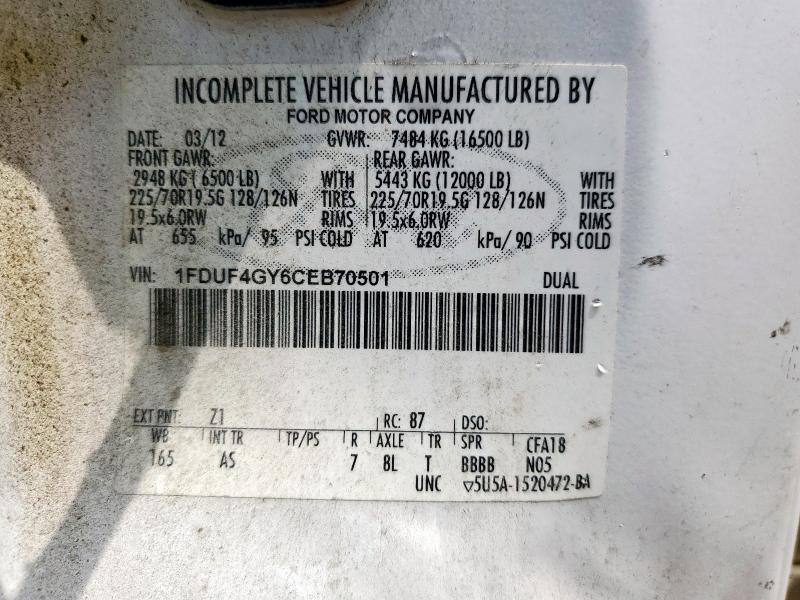 INCOMPLETE VEHICLE MANUFACTURED BY
FORD MOTOR COMPANY
DATE: 03/12 GVWR: 7484 KG (16500 LB)
FRONT GAWR: REAR GAWR:
2948 KG ( 6500 LB) WITH 5443 KG (12000 LB) WITH
225/70R19.5G 128/126N TIRES 225/70R19.5G 128/126N TIRES
19.5x6.0RW RIMS 19.5x6.0RW RIMS
AT 655 kPa/ 95 PSI COLD AT 620 kPa/ 90 PSI COLD
VIN: 1FDUF4GY6CEB70501 DUAL
EXT PNT: Z1 RC: 87 DSO:
WB INT TR TP/PS R AXLE TR SPR CFA18
165 AS 7 8L T BBBB N05
UNC ▽5U5A-1520472-BA